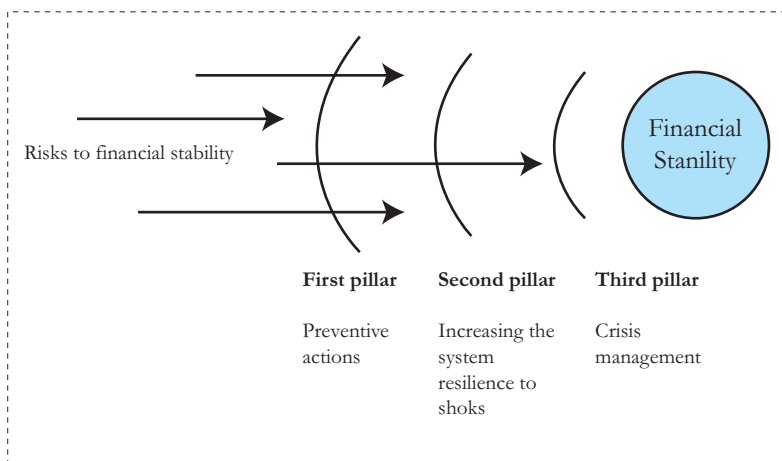 Risks to financial stability
Financial
Stanility
First pillar
Second pillar
Third pillar
Preventive
actions
Increasing the
system
resilience to
shoks
Crisis
management